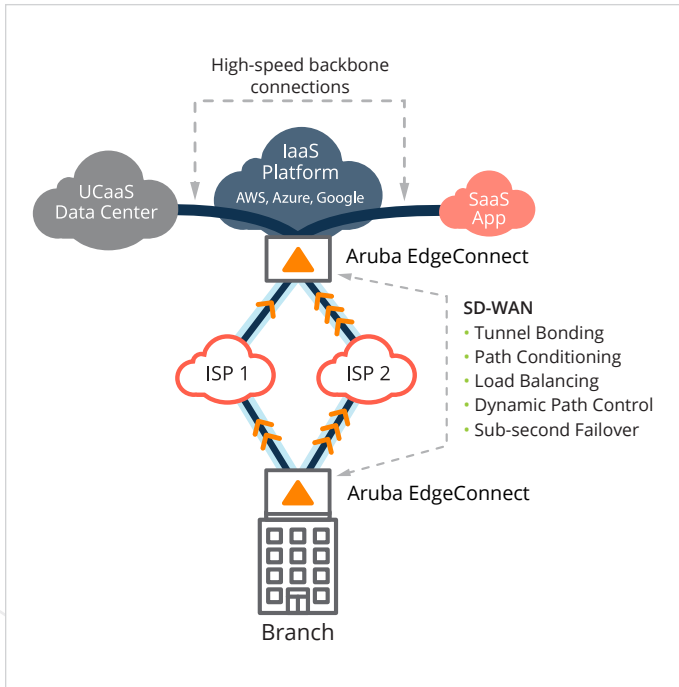 High-speed backbone
connections
IaaS
Platform
AWS, Azure, Google
UCaaS
Data Center
SaaS
App
Aruba EdgeConnect
SD-WAN
• Tunnel Bonding
• Path Conditioning
• Load Balancing
• Dynamic Path Control
• Sub-second Failover
ISP 1
ISP 2
Aruba EdgeConnect
Branch